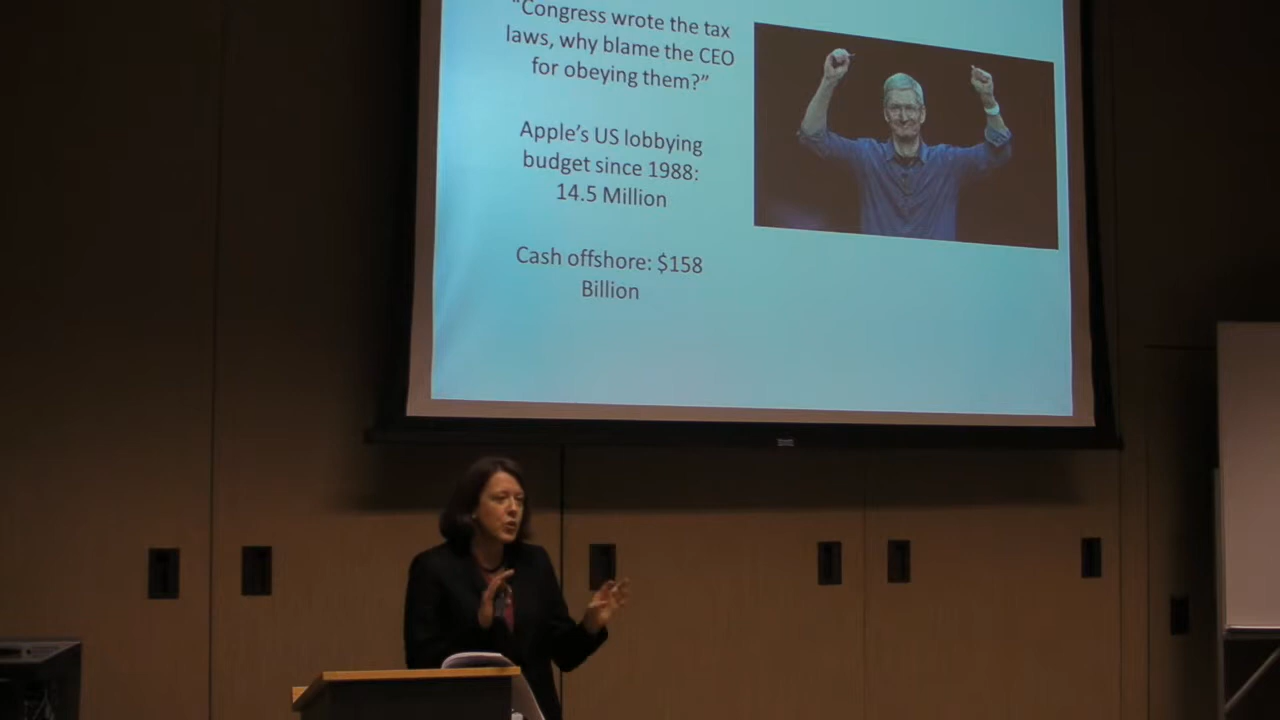 "Congress wrote the tax
laws, why blame the CEO
for obeying them?"
Apple's US lobbying
budget since 1988:
14.5 Million
Cash offshore: $158
Billion